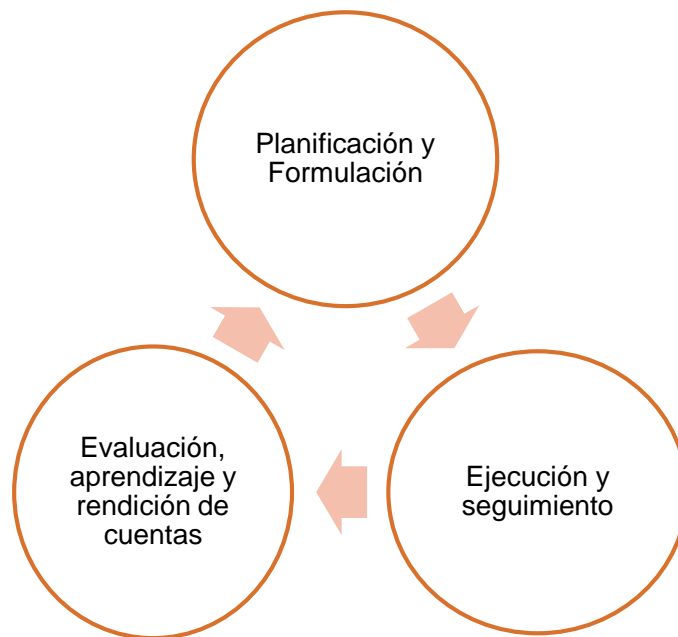 Planificación y
Formulación
Ejecución y
seguimiento
Evaluación,
aprendizaje y
rendición de
cuentas